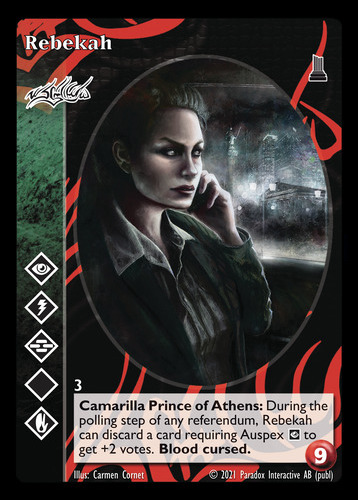 Rebekah
3
Camarilla Prince of Athens: During the
polling step of any referendum, Rebekah
can discard a card requiring Auspex to
get +2 votes. Blood cursed.
9
Illus: Carmen Cornet © 2021 Paradox Interactive AB (publ)